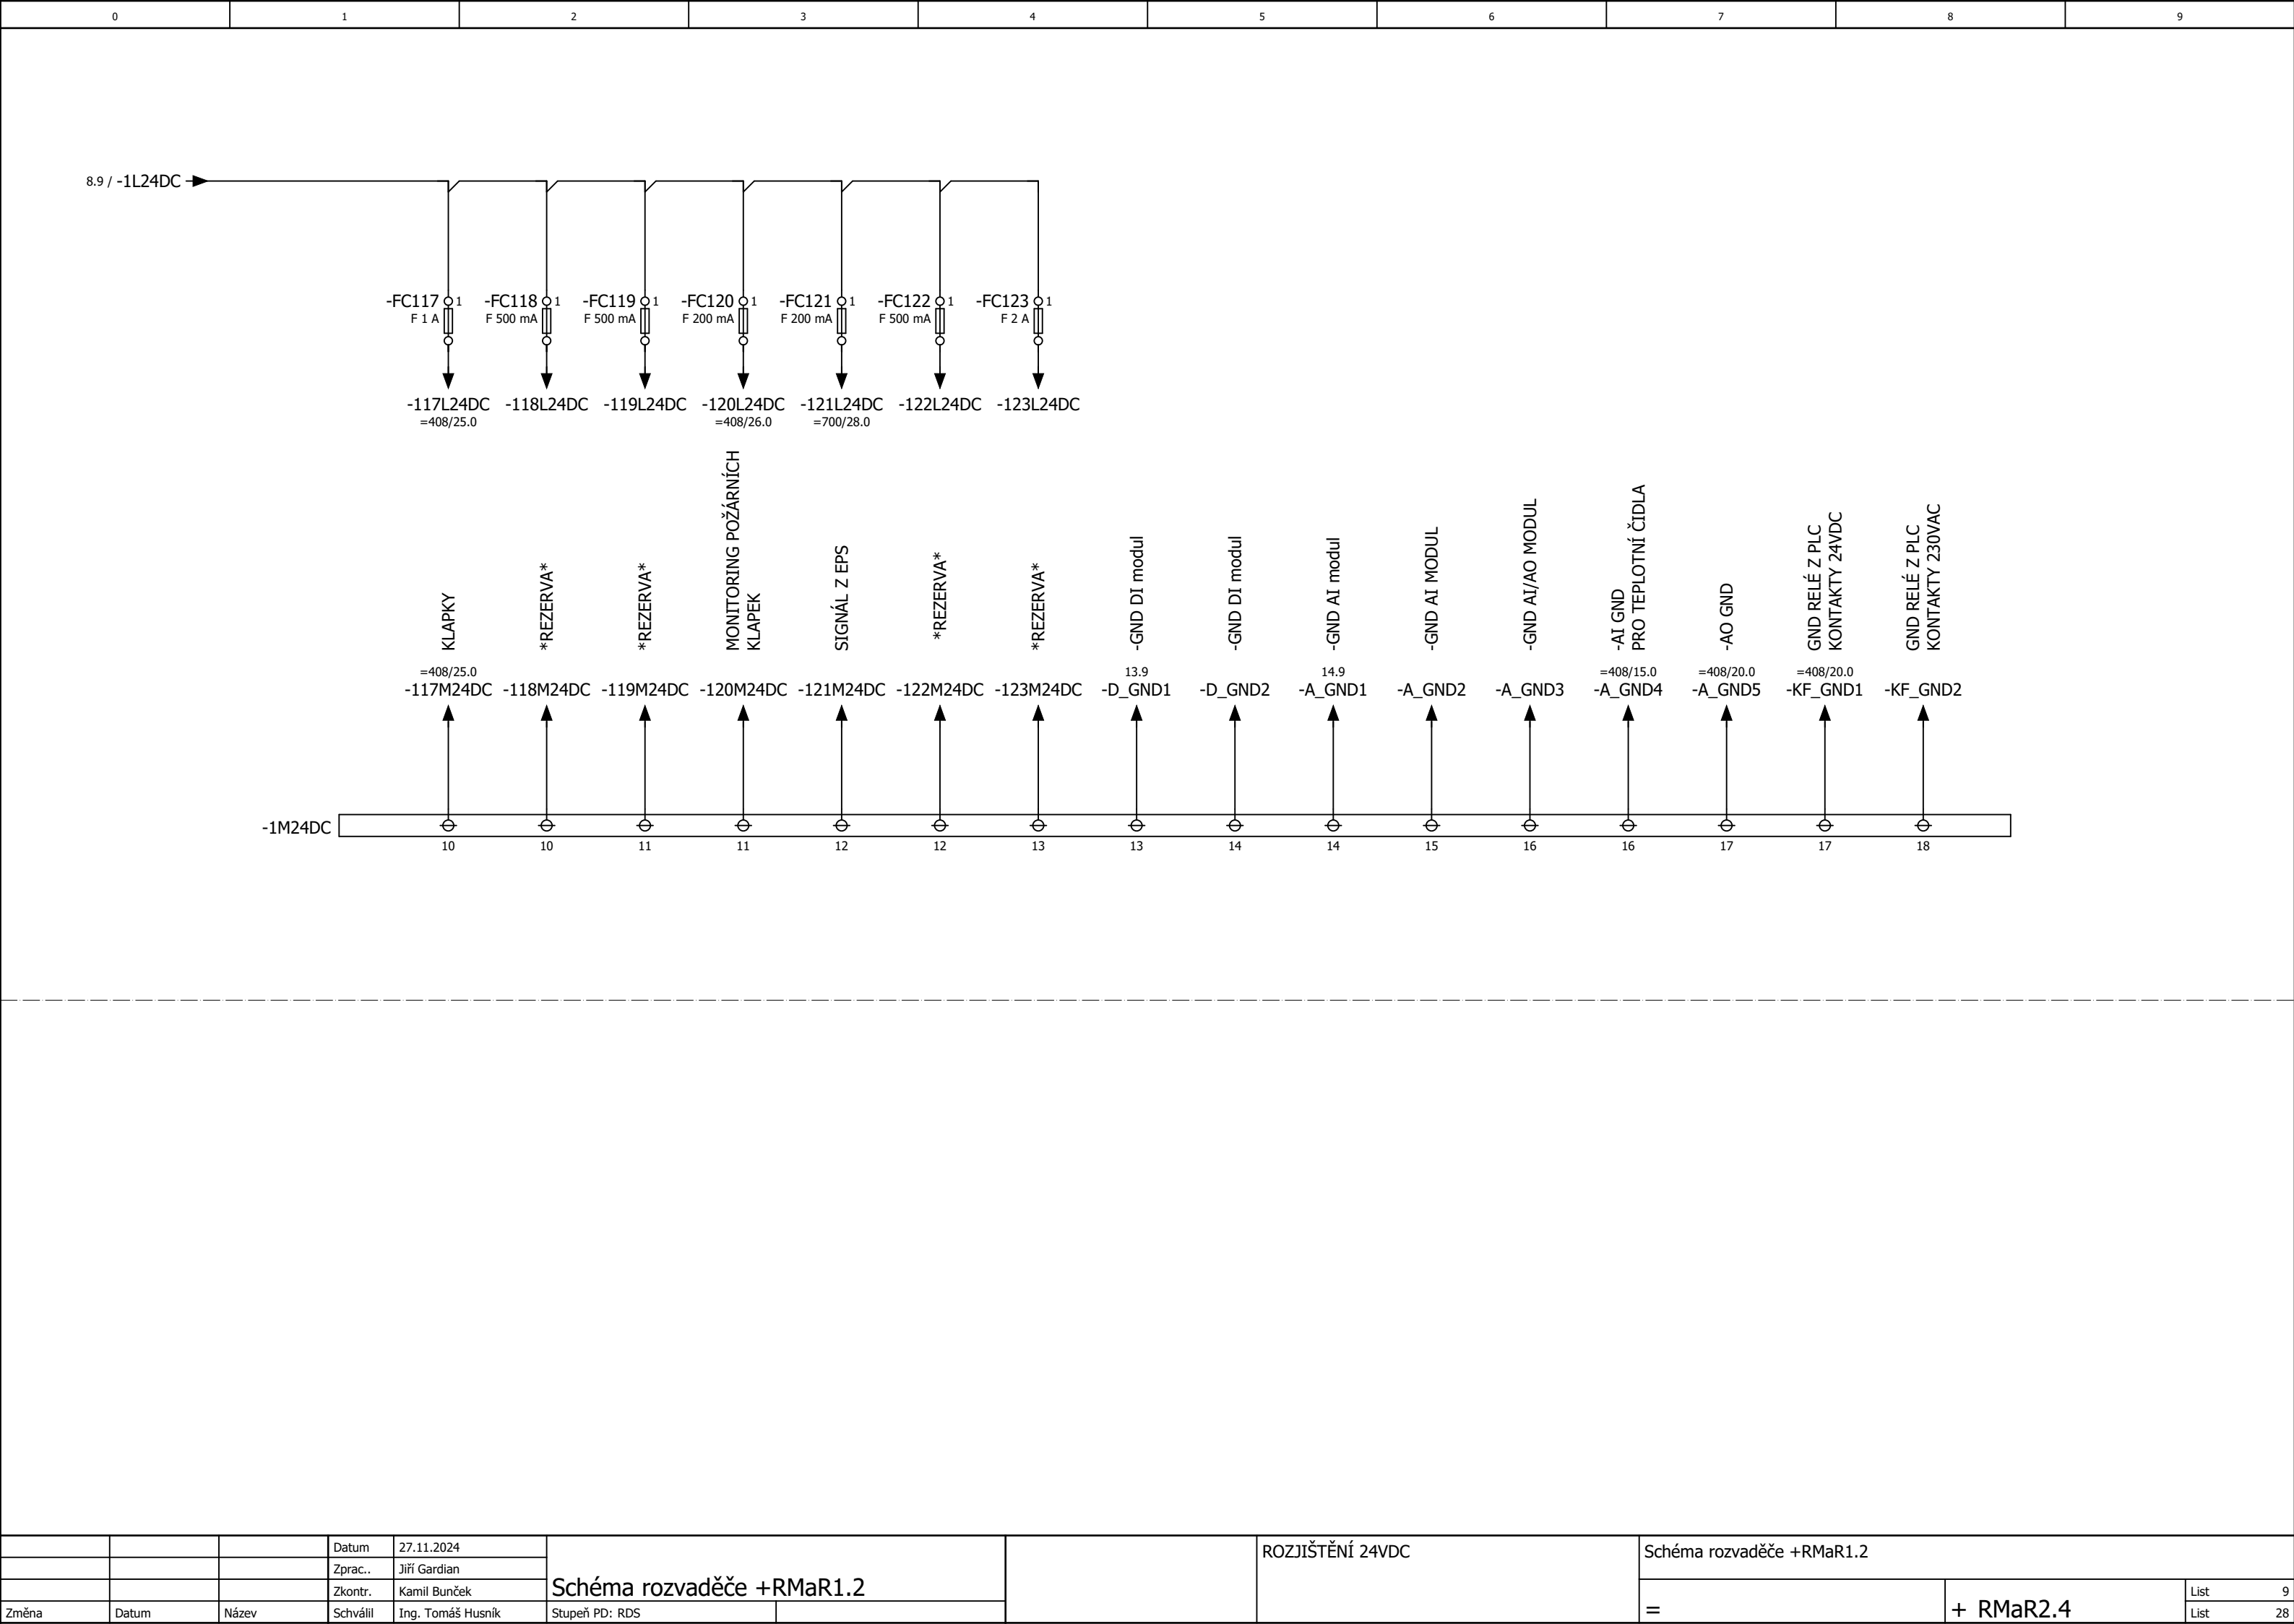 0 1 2 3 4 5 6 7 8 9
8.9 / -1L24DC
-FC117 1 -FC118 1 -FC119 1 -FC120 1 -FC121 1 -FC122 1 -FC123 1
F 1 A F 500 mA F 500 mA F 200 mA F 200 mA F 500 mA F 2 A
-117L24DC -118L24DC -119L24DC -120L24DC -121L24DC -122L24DC -123L24DC
=408/25.0 =408/26.0 =700/28.0
KLAPKY
*REZERVA*
*REZERVA*
MONITORING POŽÁRNÍCH
KLAPEK
SIGNÁL Z EPS
*REZERVA*
*REZERVA*
-GND DI modul
-GND DI modul
-GND AI modul
-GND AI MODUL
-GND AI/AO MODUL
-AI GND
PRO TEPLOTNÍ ČIDLA
-AO GND
GND RELÉ Z PLC
KONTAKTY 24VDC
GND RELÉ Z PLC
KONTAKTY 230VAC
=408/25.0 13.9 14.9 =408/15.0 =408/20.0 =408/20.0
-117M24DC -118M24DC -119M24DC -120M24DC -121M24DC -122M24DC -123M24DC -D_GND1 -D_GND2 -A_GND1 -A_GND2 -A_GND3 -A_GND4 -A_GND5 -KF_GND1 -KF_GND2
-1M24DC
10 10 11 11 12 12 13 13 14 14 15 16 16 17 17 18
Datum 27.11.2024
Zprac.. Jiří Gardian
Zkontr. Kamil Bunček
Změna Datum Název Schválil Ing. Tomáš Husník
Schéma rozvaděče +RMaR1.2
Stupeň PD: RDS
ROZJIŠTĚNÍ 24VDC
Schéma rozvaděče +RMaR1.2
= + RMaR2.4
List 9
List 28